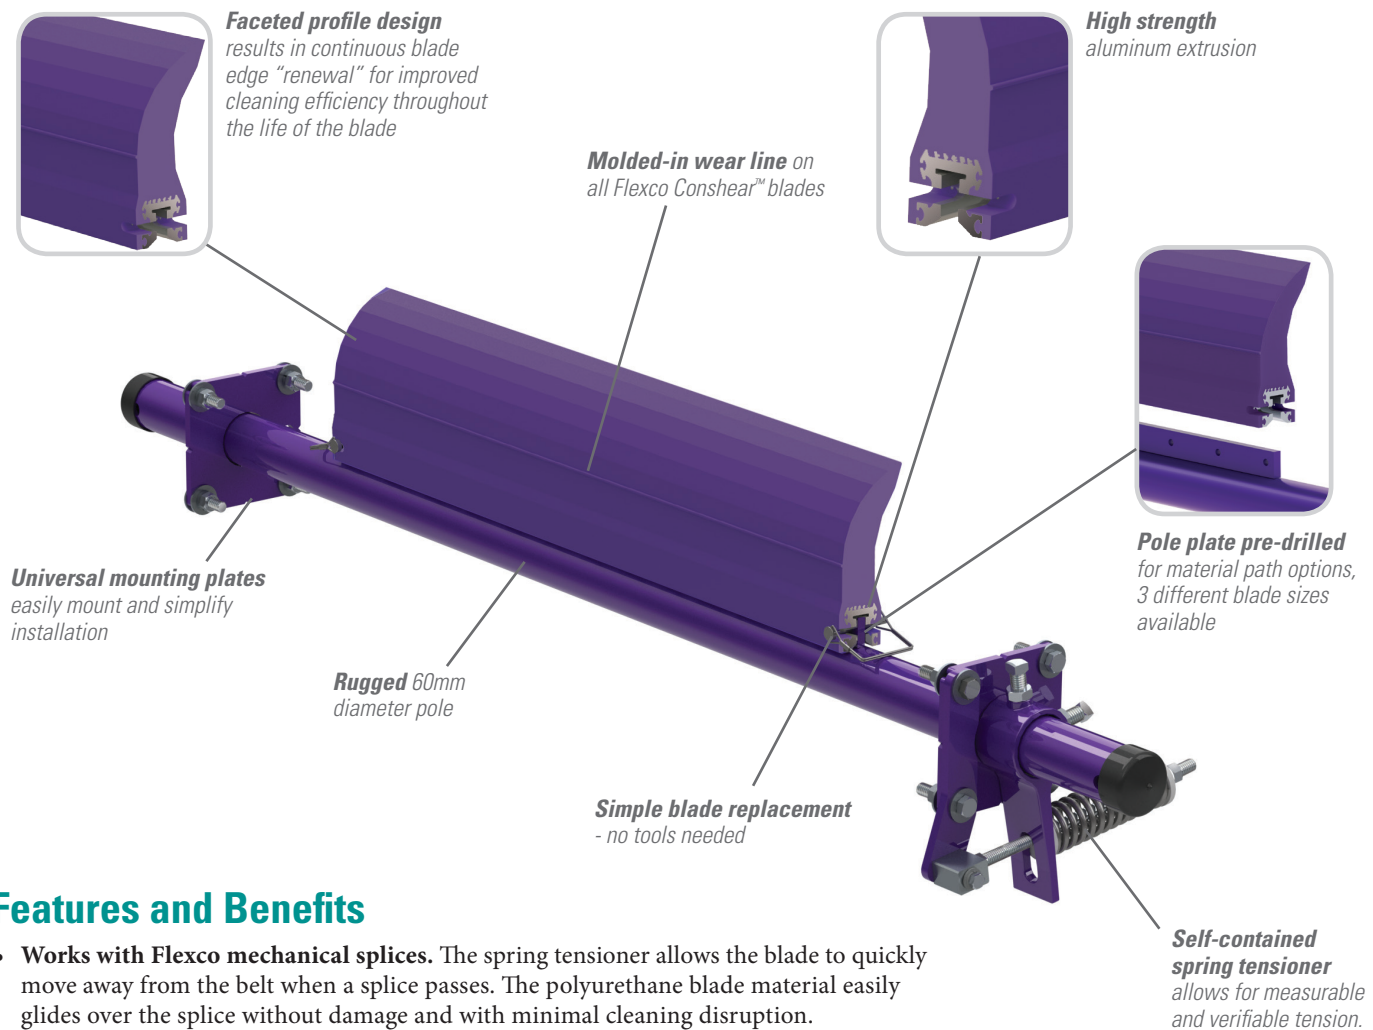 Faceted profile design
results in continuous blade
edge “renewal” for improved
cleaning efficiency throughout
the life of the blade
High strength
aluminum extrusion
Molded-in wear line on
all Flexco Conshear™ blades
Pole plate pre-drilled
for material path options,
3 different blade sizes
available
Universal mounting plates
easily mount and simplify
installation
Rugged 60mm
diameter pole
Simple blade replacement
- no tools needed
Self-contained
spring tensioner
allows for measurable
and verifiable tension.
Features and Benefits
• Works with Flexco mechanical splices. The spring tensioner allows the blade to quickly
move away from the belt when a splice passes. The polyurethane blade material easily
glides over the splice without damage and with minimal cleaning disruption.